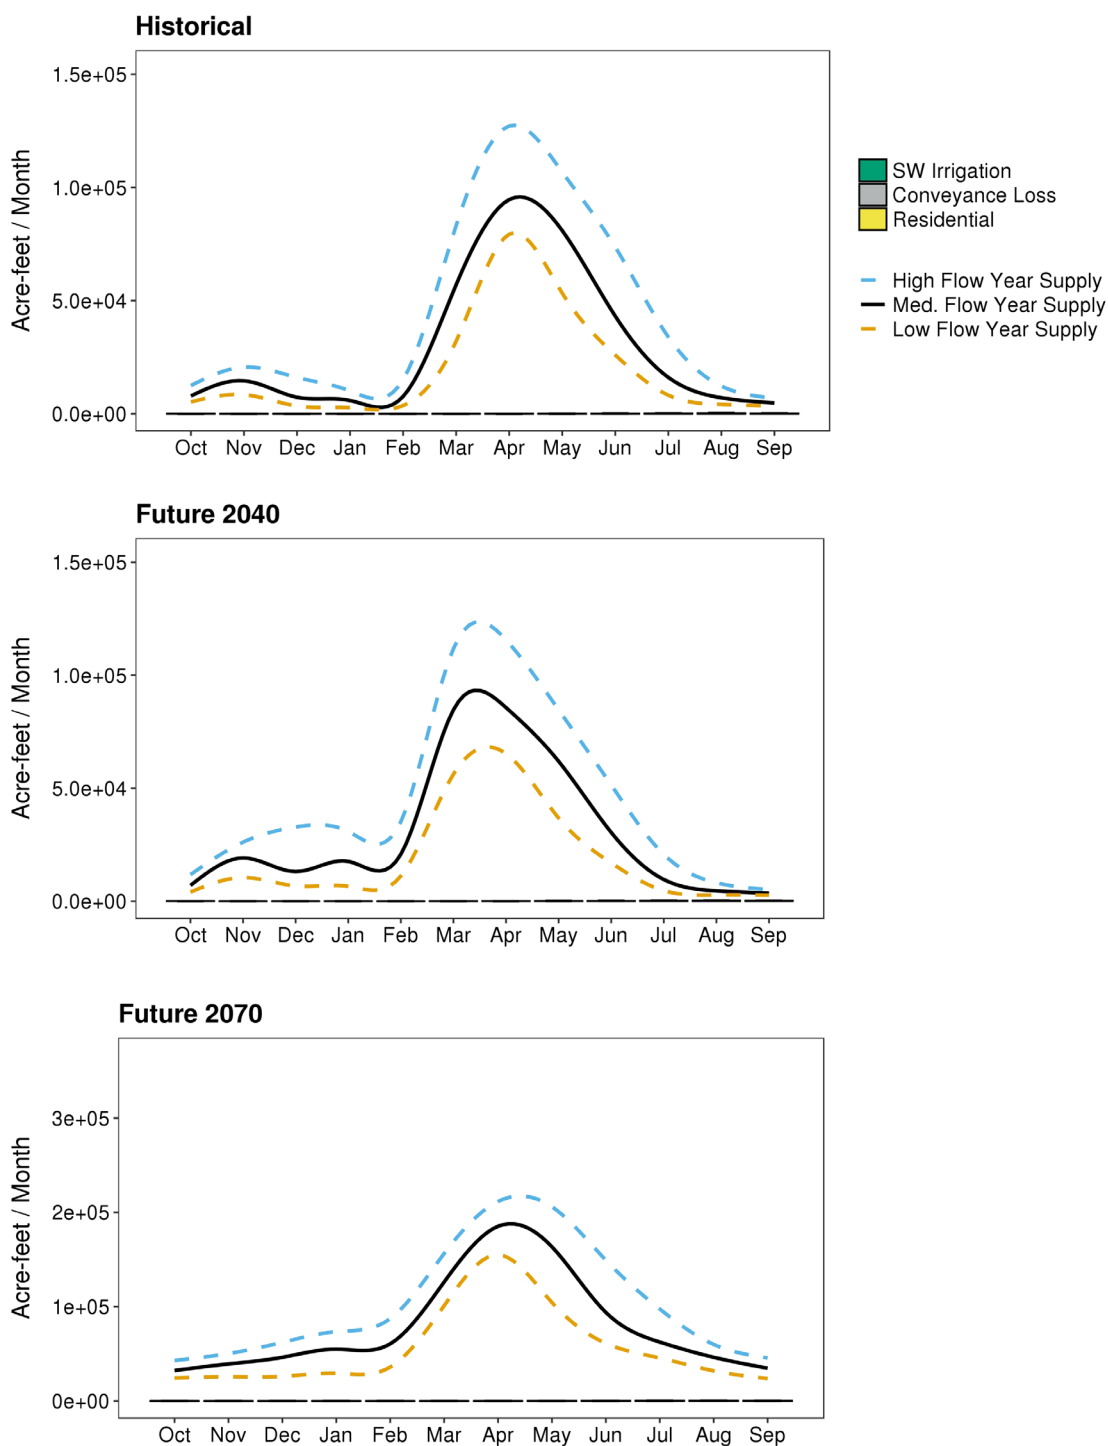 Historical
Acre-feet / Month
1.5e+05
1.0e+05
5.0e+04
0.0e+00
Oct Nov Dec Jan Feb Mar Apr May Jun Jul Aug Sep
SW Irrigation
Conveyance Loss
Residential
High Flow Year Supply
Med. Flow Year Supply
Low Flow Year Supply
Future 2040
Acre-feet / Month
1.5e+05
1.0e+05
5.0e+04
0.0e+00
Oct Nov Dec Jan Feb Mar Apr May Jun Jul Aug Sep
Future 2070
Acre-feet / Month
3e+05
2e+05
1e+05
0e+00
Oct Nov Dec Jan Feb Mar Apr May Jun Jul Aug Sep